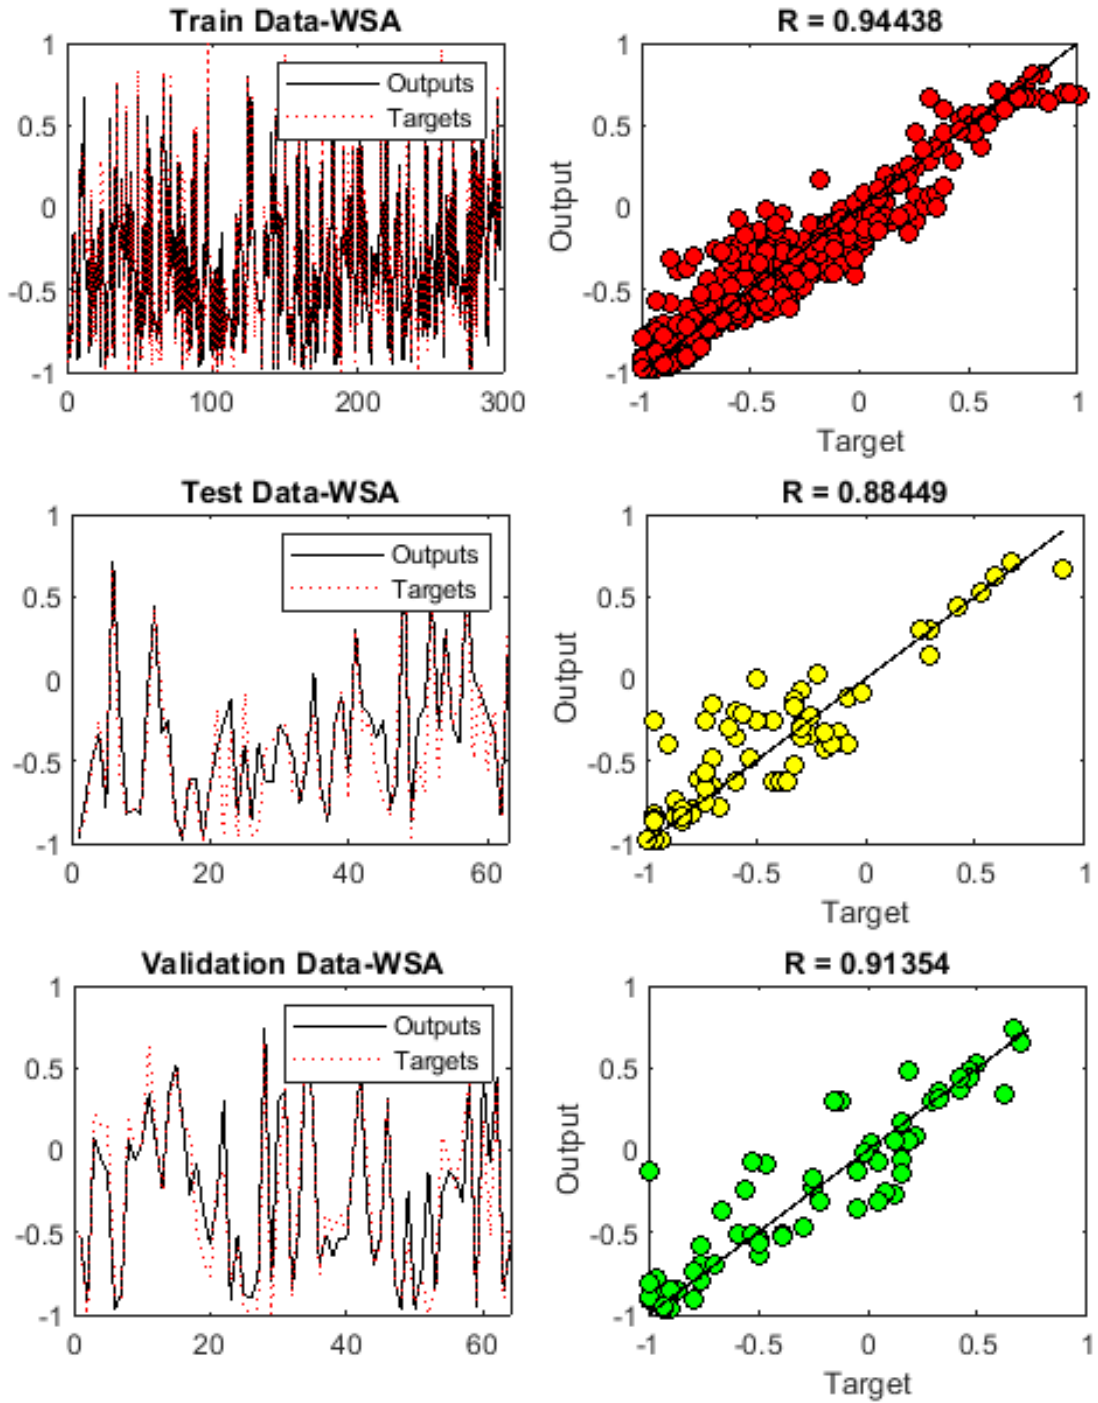 Train Data-WSA
1
0.5
0
-0.5
-1
0 100 200 300
Outputs
Targets
R = 0.94438
1
0.5
0
-0.5
-1
-1 -0.5 0 0.5 1
Output
Target
Test Data-WSA
1
0.5
0
-0.5
-1
0 20 40 60
Outputs
Targets
R = 0.88449
1
0.5
0
-0.5
-1
-1 -0.5 0 0.5 1
Output
Target
Validation Data-WSA
1
0.5
0
-0.5
-1
0 20 40 60
Outputs
Targets
R = 0.91354
1
0.5
0
-0.5
-1
-1 -0.5 0 0.5 1
Output
Target